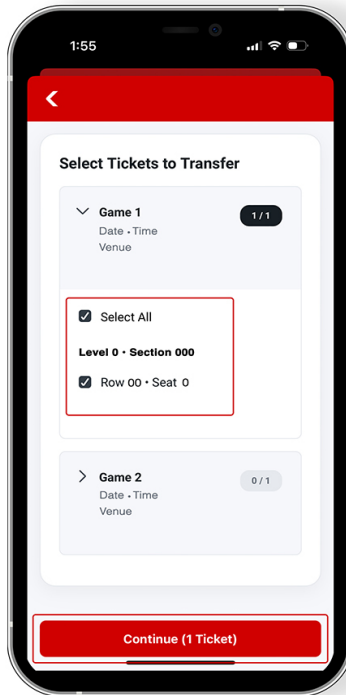 1:55
Select Tickets to Transfer
Game 1
1 / 1
Date • Time
Venue
Select All
Level 0 • Section 000
Row 00 • Seat 0
Game 2
0 / 1
Date • Time
Venue
Continue (1 Ticket)